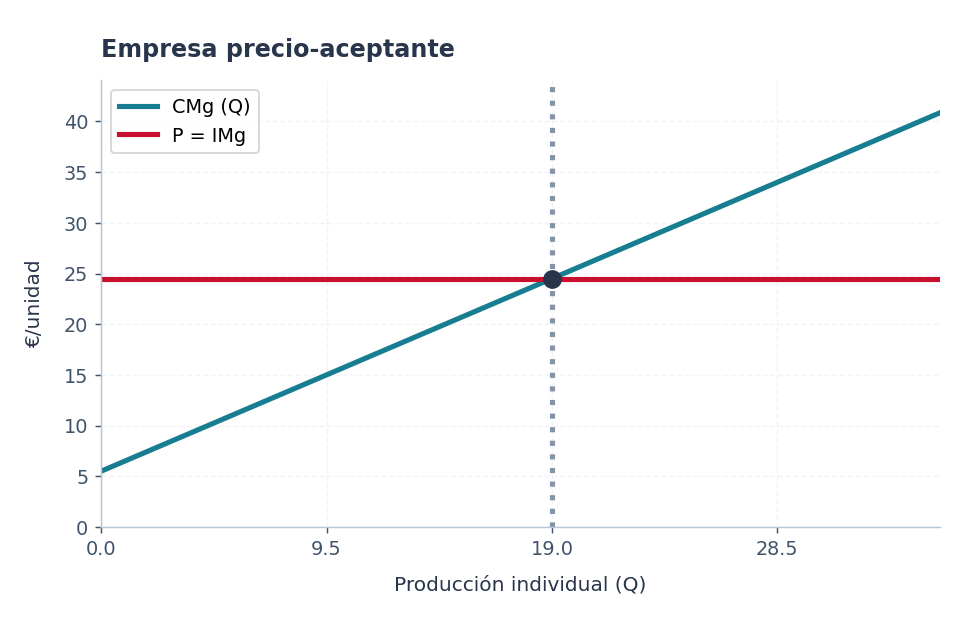 Empresa precio-aceptante
CMg (Q)
P = IMg
40
35
30
25
20
15
10
5
0
€/unidad
0.0 9.5 19.0 28.5
Producción individual (Q)